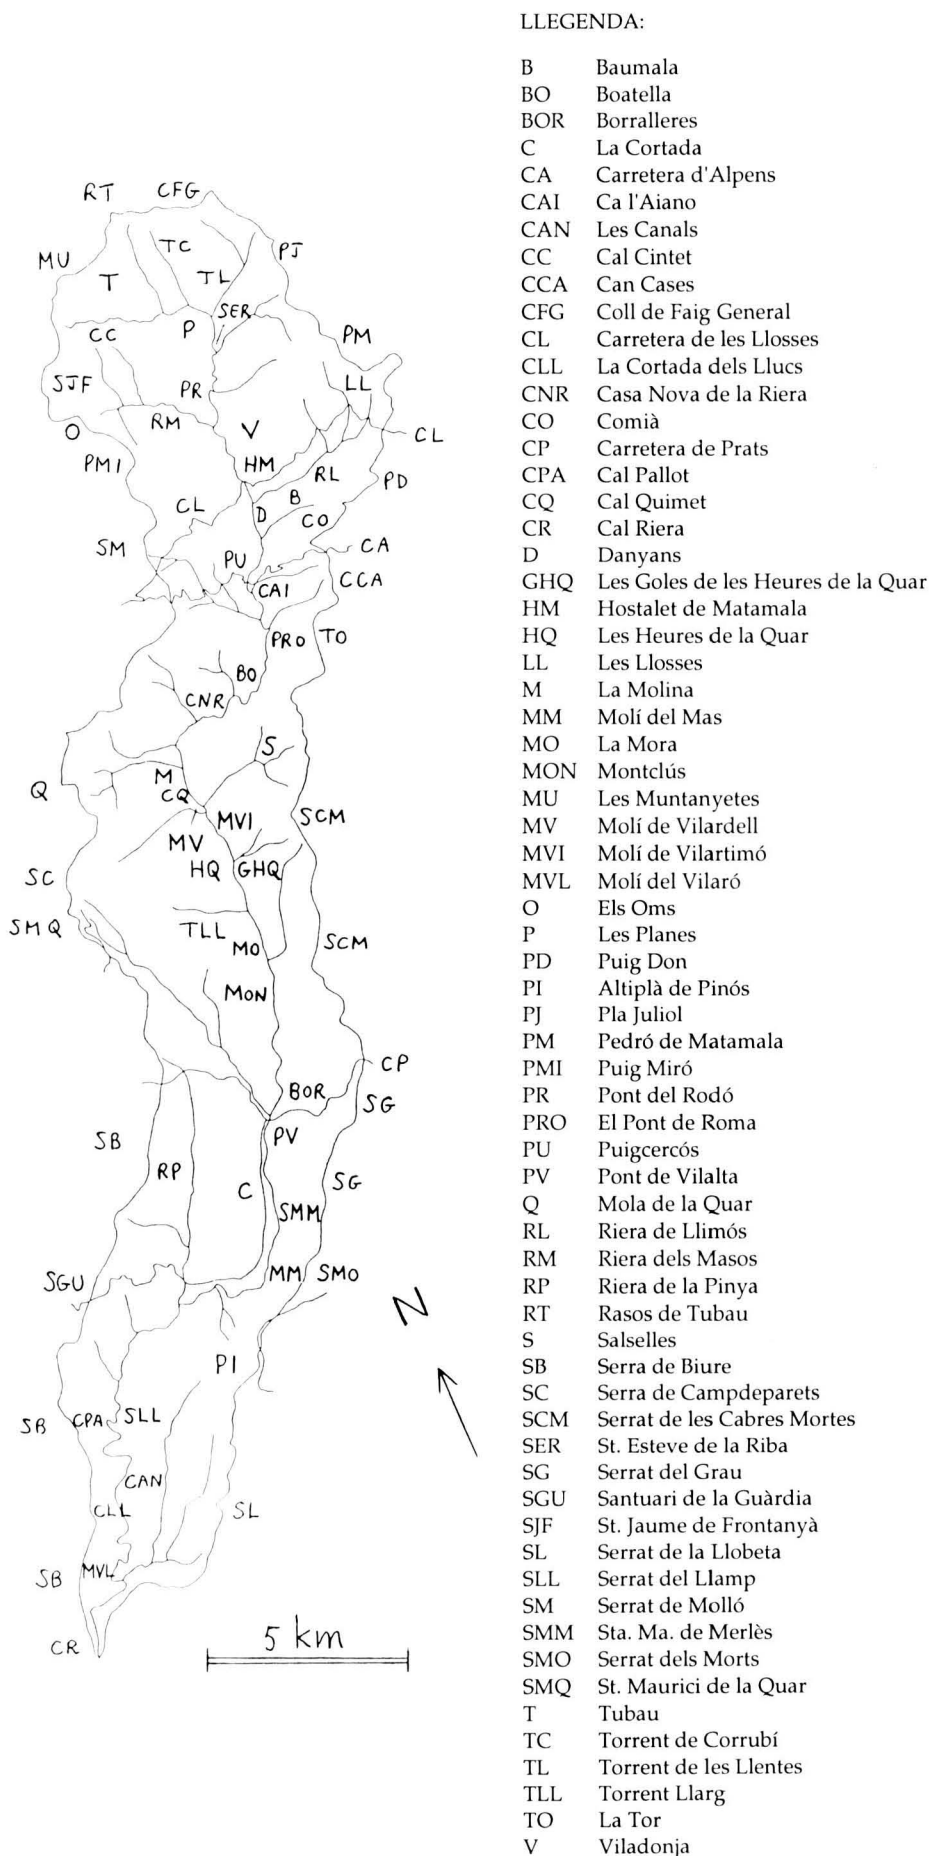 LLEGENDA:
B Baumala
BO Boatella
BOR Borralleres
C La Cortada
CA Carretera d'Alpens
CAI Ca l'Aiano
CAN Les Canals
CC Cal Cintet
CCA Can Cases
CFG Coll de Faig General
CL Carretera de les Llosses
CLL La Cortada dels Llucs
CNR Casa Nova de la Riera
CO Comià
CP Carretera de Prats
CPA Cal Pallot
CQ Cal Quimet
CR Cal Riera
D Danyans
GHQ Les Goles de les Heures de la Quar
HM Hostalet de Matamala
HQ Les Heures de la Quar
LL Les Llosses
M La Molina
MM Molí del Mas
MO La Mora
MON Montclús
MU Les Muntanyetes
MV Molí de Vilardell
MVI Molí de Vilartimó
MVL Molí del Vilaró
O Els Oms
P Les Planes
PD Puig Don
PI Altiplà de Pinós
PJ Pla Juliol
PM Pedró de Matamala
PMI Puig Miró
PR Pont del Rodó
PRO El Pont de Roma
PU Puigcercós
PV Pont de Vilalta
Q Mola de la Quar
RL Riera de Llimós
RM Riera dels Masos
RP Riera de la Pinya
RT Rasos de Tubau
S Salselles
SB Serra de Biure
SC Serra de Campdeparets
SCM Serrat de les Cabres Mortes
SER St. Esteve de la Riba
SG Serrat del Grau
SGU Santuari de la Guàrdia
SJF St. Jaume de Frontanyà
SL Serrat de la Llobeta
SLL Serrat del Llamp
SM Serrat de Molló
SMM Sta. Ma. de Merlès
SMO Serrat dels Morts
SMQ St. Maurici de la Quar
T Tubau
TC Torrent de Corrubí
TL Torrent de les Llentes
TLL Torrent Llarg
TO La Tor
V Viladonja
RT CFG
TC PJ
MU T TL
SER
CC P PM
SJF PR LL
O RM V CL
PMI HM RL PD
CL D B CO
SM PU CA
CAI CCA
PRO TO
BO
CNR
S
M
Q CQ
MVI SCM
MV
SC HQ GHQ
SMQ TLL MO SCM
MON
CP
BOR SG
SB PV
RP C SG
SMM
SGU MM SMO
N
PI
SB CPA SLL
CAN
CLL SL
SB MVL
CR 5 km